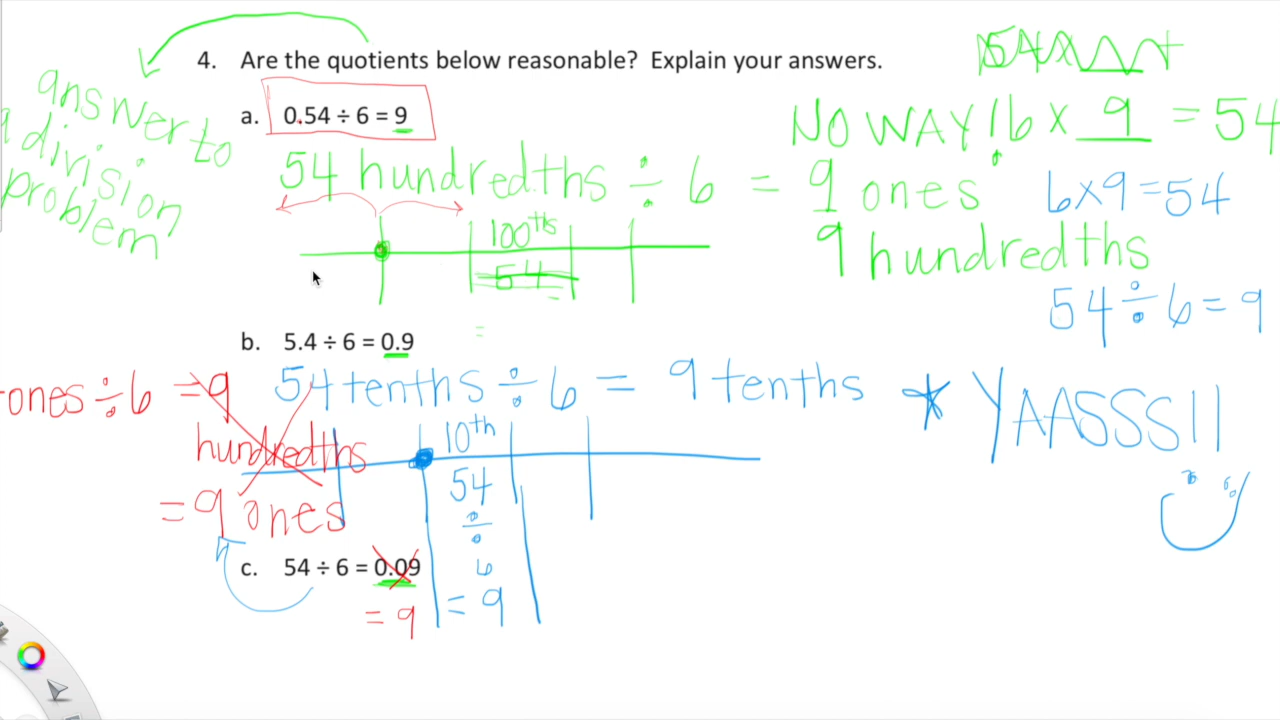 4. Are the quotients below reasonable? Explain your answers.
answer to
a division
problem
a. 0.54 ÷ 6 = 9
NO WAY! 6 × 9 = 54
54 hundredths ÷ 6 = 9 ones
6×9=54
9 hundredths
100ths
54
54÷6=9
b. 5.4 ÷ 6 = 0.9
=
54 tenths ÷ 6 = 9 tenths * YAASSS!!
ones ÷ 6 = 9
hundredths
= 9 ones
10th
54
÷
6
= 9
c. 54 ÷ 6 = 0.09
= 9